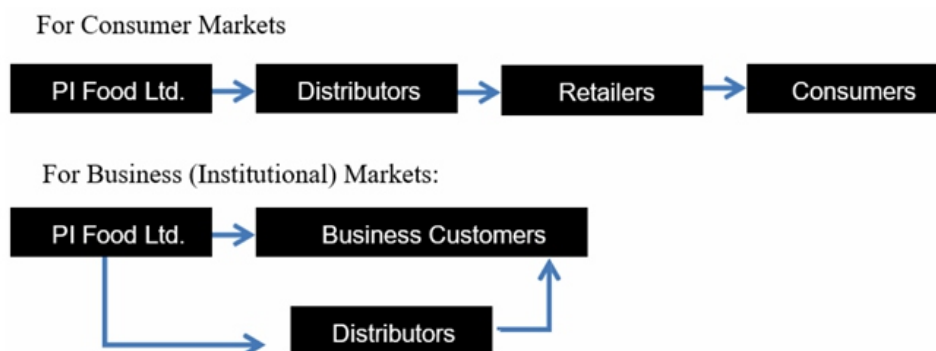 For Consumer Markets
PI Food Ltd. Distributors Retailers Consumers
For Business (Institutional) Markets:
PI Food Ltd. Business Customers
Distributors